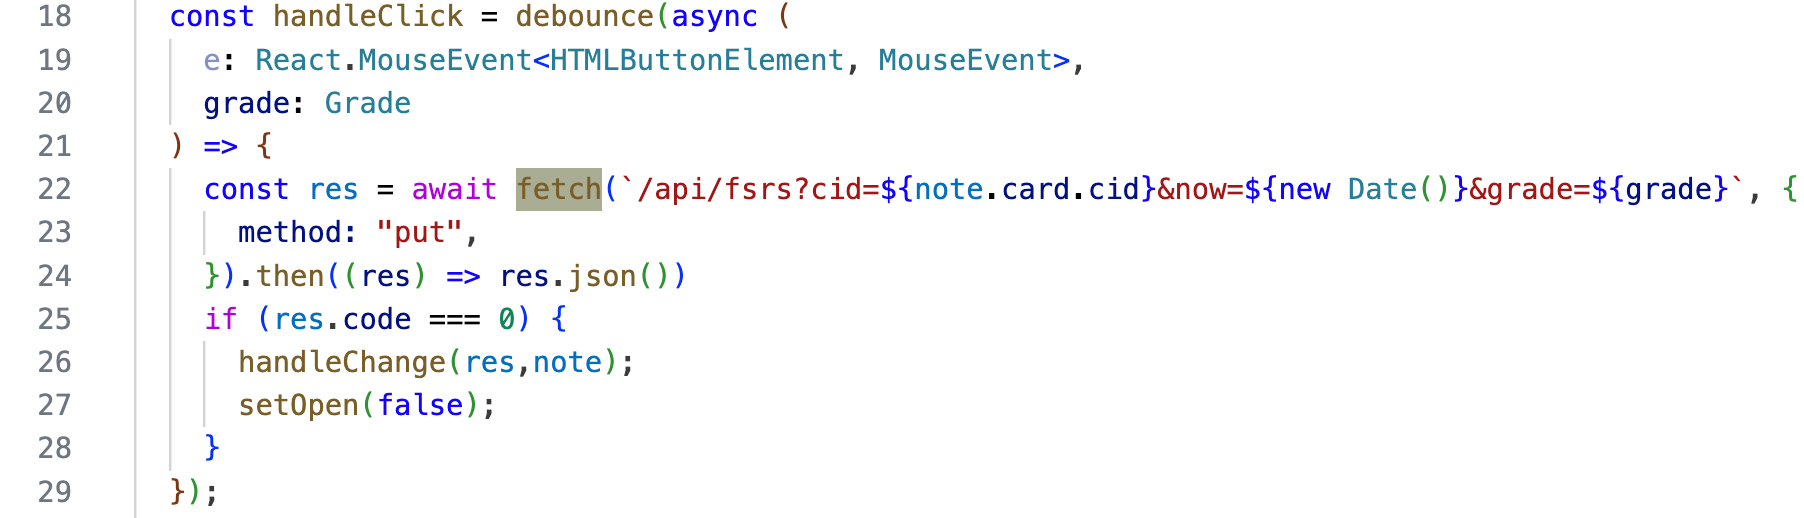 18 const handleClick = debounce(async (
19 e: React.MouseEvent<HTMLButtonElement, MouseEvent>,
20 grade: Grade
21 ) => {
22 const res = await fetch(`/api/fsrs?cid=${note.card.cid}&now=${new Date()}&grade=${grade}`, {
23 method: "put",
24 }).then((res) => res.json())
25 if (res.code === 0) {
26 handleChange(res,note);
27 setOpen(false);
28 }
29 });